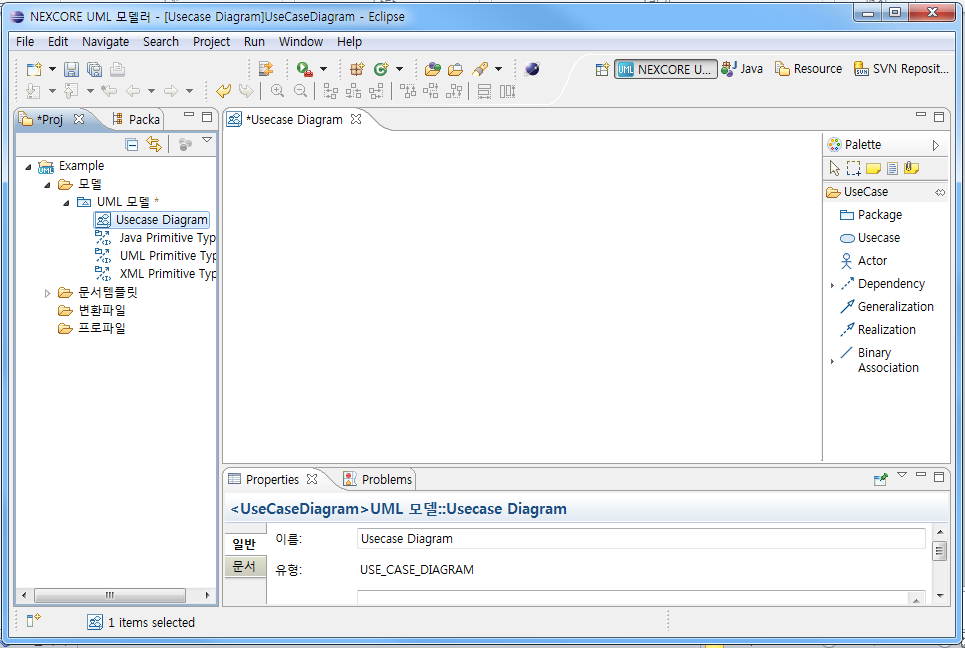 NEXCORE UML 모델러 - [Usecase Diagram]UseCaseDiagram - Eclipse
File Edit Navigate Search Project Run Window Help
NEXCORE U... Java Resource SVN Reposit...
*Proj Packa
*Usecase Diagram
Example
모델
UML 모델 *
Usecase Diagram
Java Primitive Typ
UML Primitive Typ
XML Primitive Typ
문서템플릿
변환파일
프로파일
Palette
UseCase
Package
Usecase
Actor
Dependency
Generalization
Realization
Binary
Association
Properties Problems
<UseCaseDiagram>UML 모델::Usecase Diagram
일반
문서
이름: Usecase Diagram
유형: USE_CASE_DIAGRAM
1 items selected